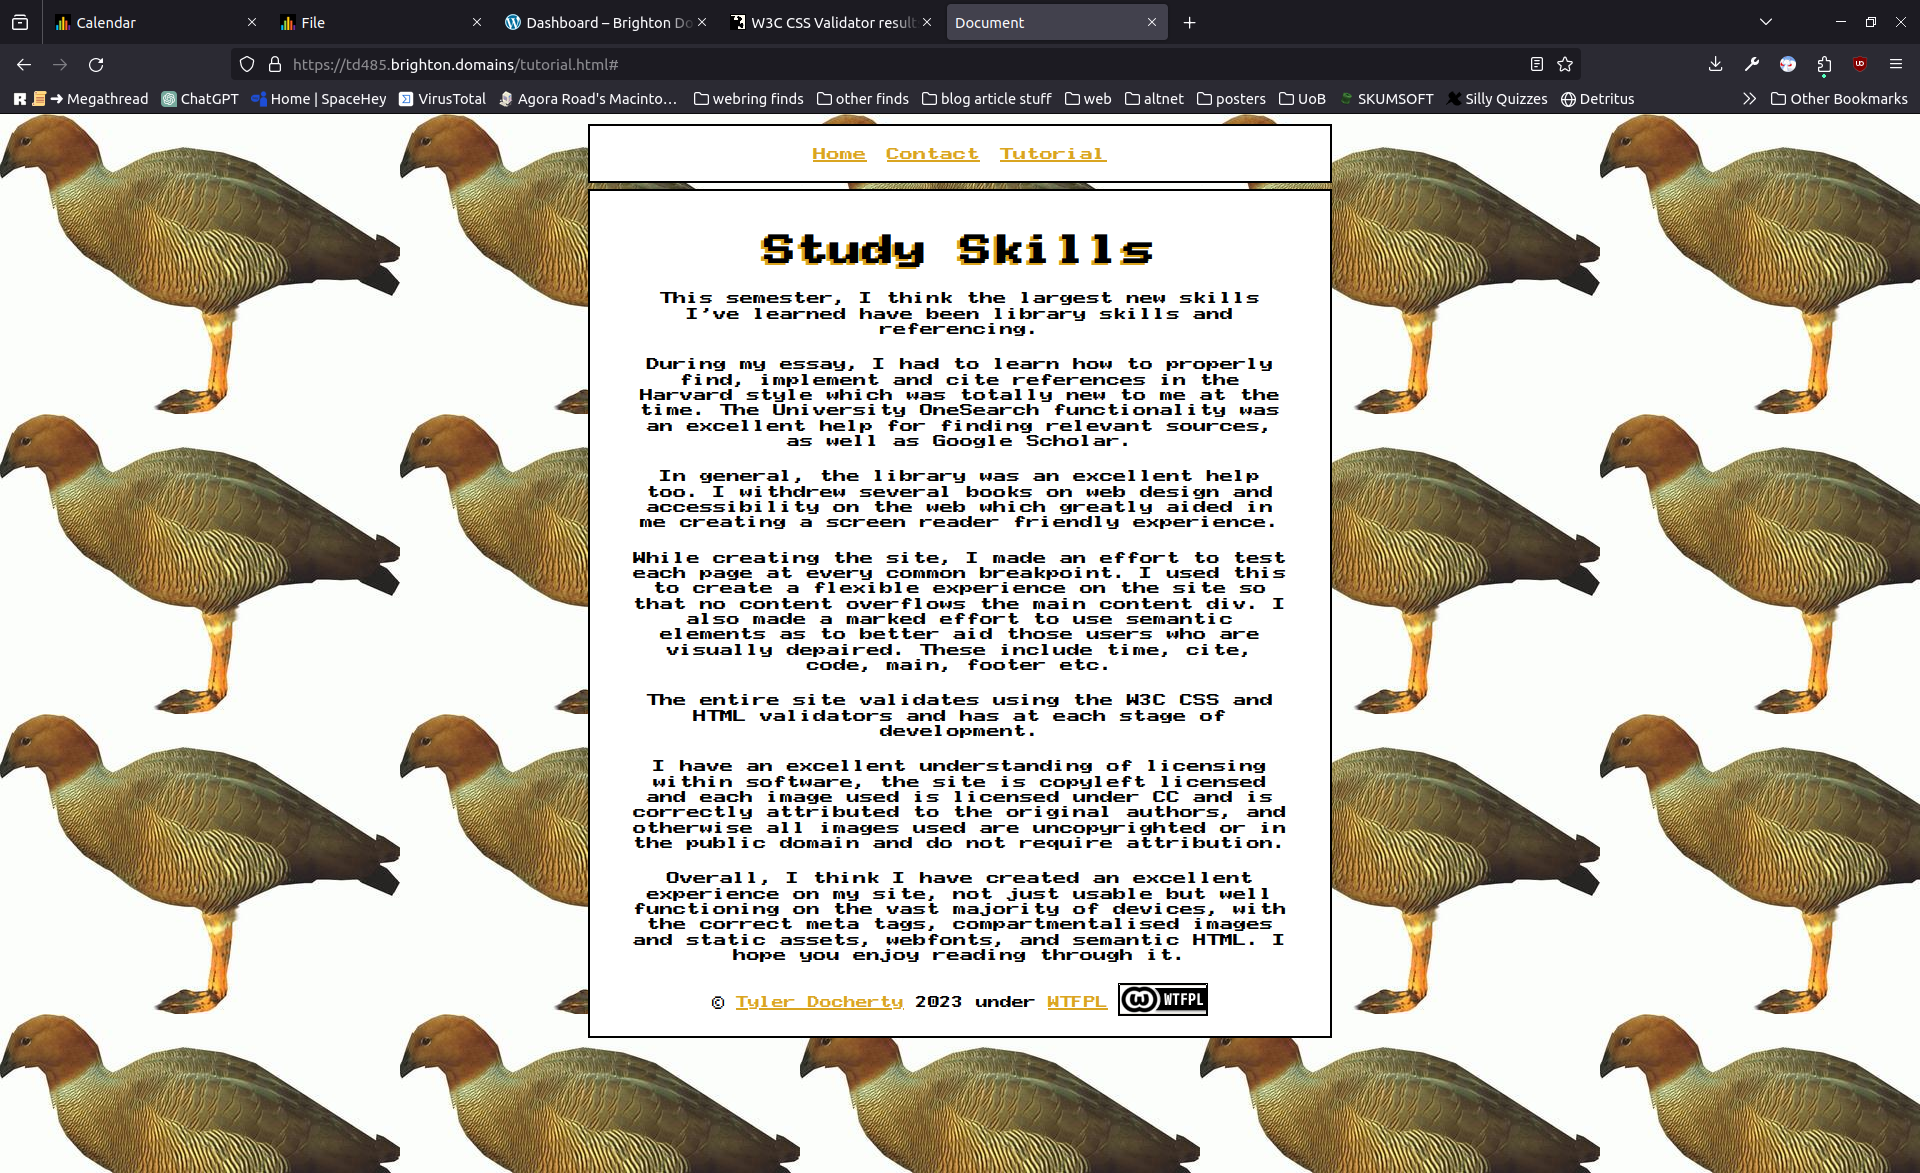 Calendar
File
Dashboard – Brighton Do
W3C CSS Validator result
Document
https://td485.brighton.domains/tutorial.html#
Megathread
ChatGPT
Home | SpaceHey
VirusTotal
Agora Road's Macinto…
webring finds
other finds
blog article stuff
web
altnet
posters
UoB
SKUMSOFT
Silly Quizzes
Detritus
Other Bookmarks
Home Contact Tutorial
Study Skills
This semester, I think the largest new skills
I've learned have been library skills and
referencing.
During my essay, I had to learn how to properly
find, implement and cite references in the
Harvard style which was totally new to me at the
time. The University OneSearch functionality was
an excellent help for finding relevant sources,
as well as Google Scholar.
In general, the library was an excellent help
too. I withdrew several books on web design and
accessibility on the web which greatly aided in
me creating a screen reader friendly experience.
While creating the site, I made an effort to test
each page at every common breakpoint. I used this
to create a flexible experience on the site so
that no content overflows the main content div. I
also made a marked effort to use semantic
elements as to better aid those users who are
visually depaired. These include time, cite,
code, main, footer etc.
The entire site validates using the W3C CSS and
HTML validators and has at each stage of
development.
I have an excellent understanding of licensing
within software, the site is copyleft licensed
and each image used is licensed under CC and is
correctly attributed to the original authors, and
otherwise all images used are uncopyrighted or in
the public domain and do not require attribution.
Overall, I think I have created an excellent
experience on my site, not just usable but well
functioning on the vast majority of devices, with
the correct meta tags, compartmentalised images
and static assets, webfonts, and semantic HTML. I
hope you enjoy reading through it.
© Tyler Docherty 2023 under WTFPL WTFPL